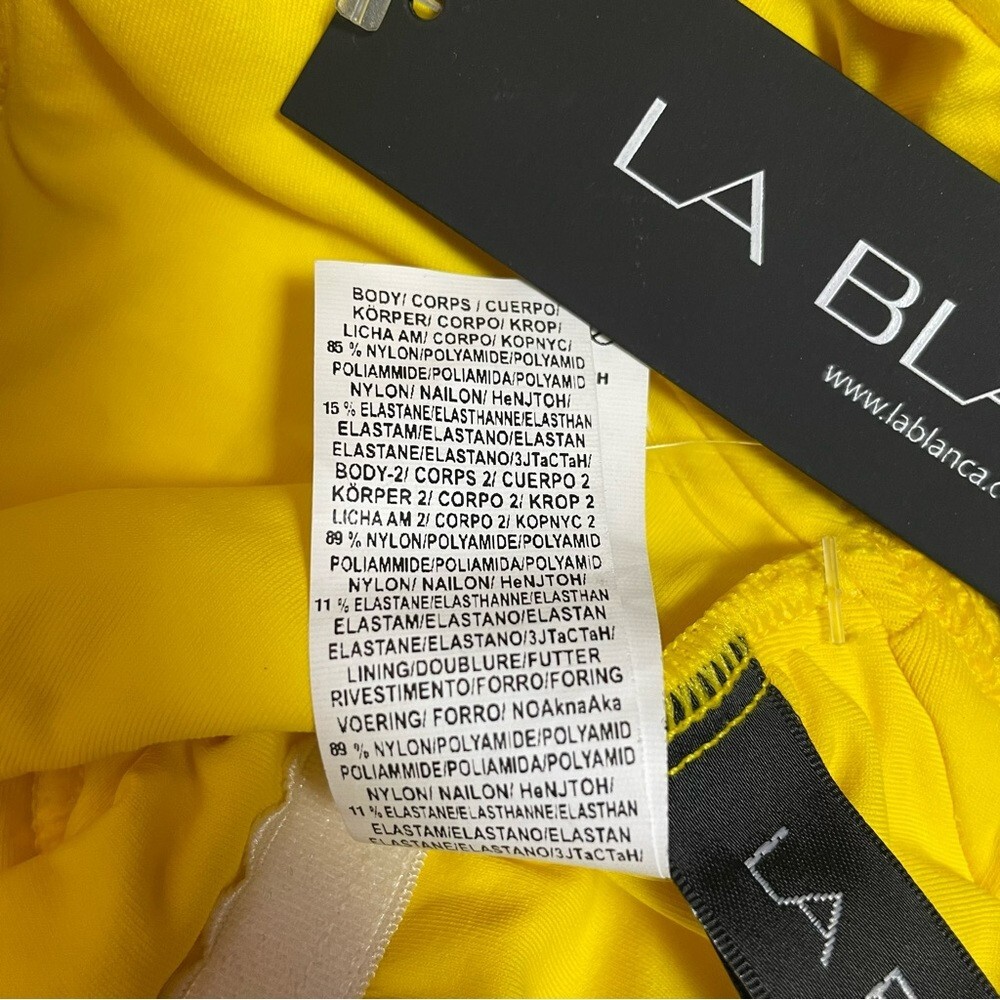 LA BLA
www.lablanca.c
BODY/ CORPS / CUERPO/
KÖRPER/ CORPO/ KROP/
LICHA AM/ CORPO/ KOPNYC/
85 % NYLON/POLYAMIDE/POLYAMID
POLIAMMIDE/POLIAMIDA/POLYAMID
NYLON/ NAILON/ HeNJTOH/
15 % ELASTANE/ELASTHANNE/ELASTHAN
ELASTAM/ELASTANO/ELASTAN
ELASTANE/ELASTANO/3JTaCTaH/
BODY-2/ CORPS 2/ CUERPO 2
KÖRPER 2/ CORPO 2/ KROP 2
LICHA AM 2/ CORPO 2/ KOPNYC 2
89 % NYLON/POLYAMIDE/POLYAMID
POLIAMMIDE/POLIAMIDA/POLYAMID
NYLON/ NAILON/ HeNJTOH/
11 % ELASTANE/ELASTHANNE/ELASTHAN
ELASTAM/ELASTANO/ELASTAN
ELASTANE/ELASTANO/3JTaCTaH/
LINING/DOUBLURE/FUTTER
RIVESTIMENTO/FORRO/FORING
VOERING/ FORRO/ NOAknaAka
89 % NYLON/POLYAMIDE/POLYAMID
POLIAMMIDE/POLIAMIDA/POLYAMID
NYLON/ NAILON/ HeNJTOH/
11 % ELASTANE/ELASTHANNE/ELASTHAN
ELASTAM/ELASTANO/ELASTAN
ELASTANE/ELASTANO/3JTaCTaH/
H
LA B